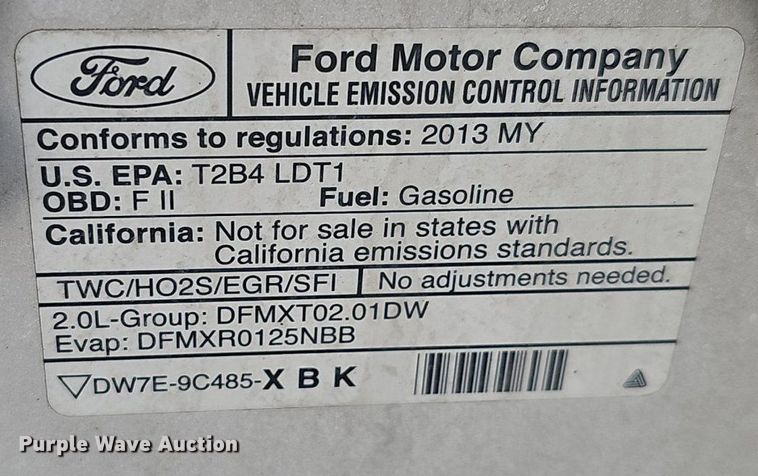 Ford
Ford Motor Company
VEHICLE EMISSION CONTROL INFORMATION
Conforms to regulations: 2013 MY
U.S. EPA: T2B4 LDT1
OBD: F II Fuel: Gasoline
California: Not for sale in states with
California emissions standards.
TWC/HO2S/EGR/SFI No adjustments needed.
2.0L-Group: DFMXT02.01DW
Evap: DFMXR0125NBB
▽DW7E-9C485-X B K
Purple Wave Auction